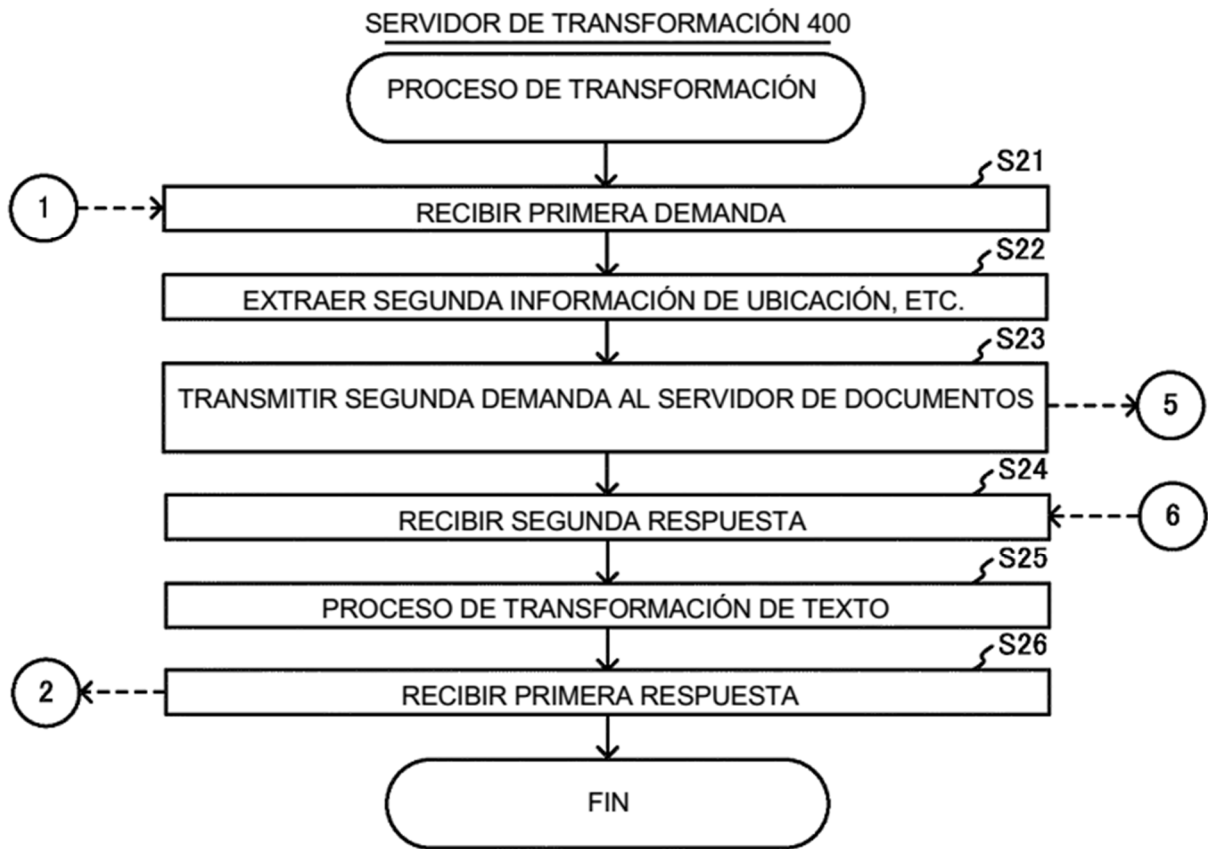 SERVIDOR DE TRANSFORMACIÓN 400
PROCESO DE TRANSFORMACIÓN
S21
1
RECIBIR PRIMERA DEMANDA
S22
EXTRAER SEGUNDA INFORMACIÓN DE UBICACIÓN, ETC.
S23
TRANSMITIR SEGUNDA DEMANDA AL SERVIDOR DE DOCUMENTOS
5
S24
RECIBIR SEGUNDA RESPUESTA
6
S25
PROCESO DE TRANSFORMACIÓN DE TEXTO
S26
2
RECIBIR PRIMERA RESPUESTA
FIN